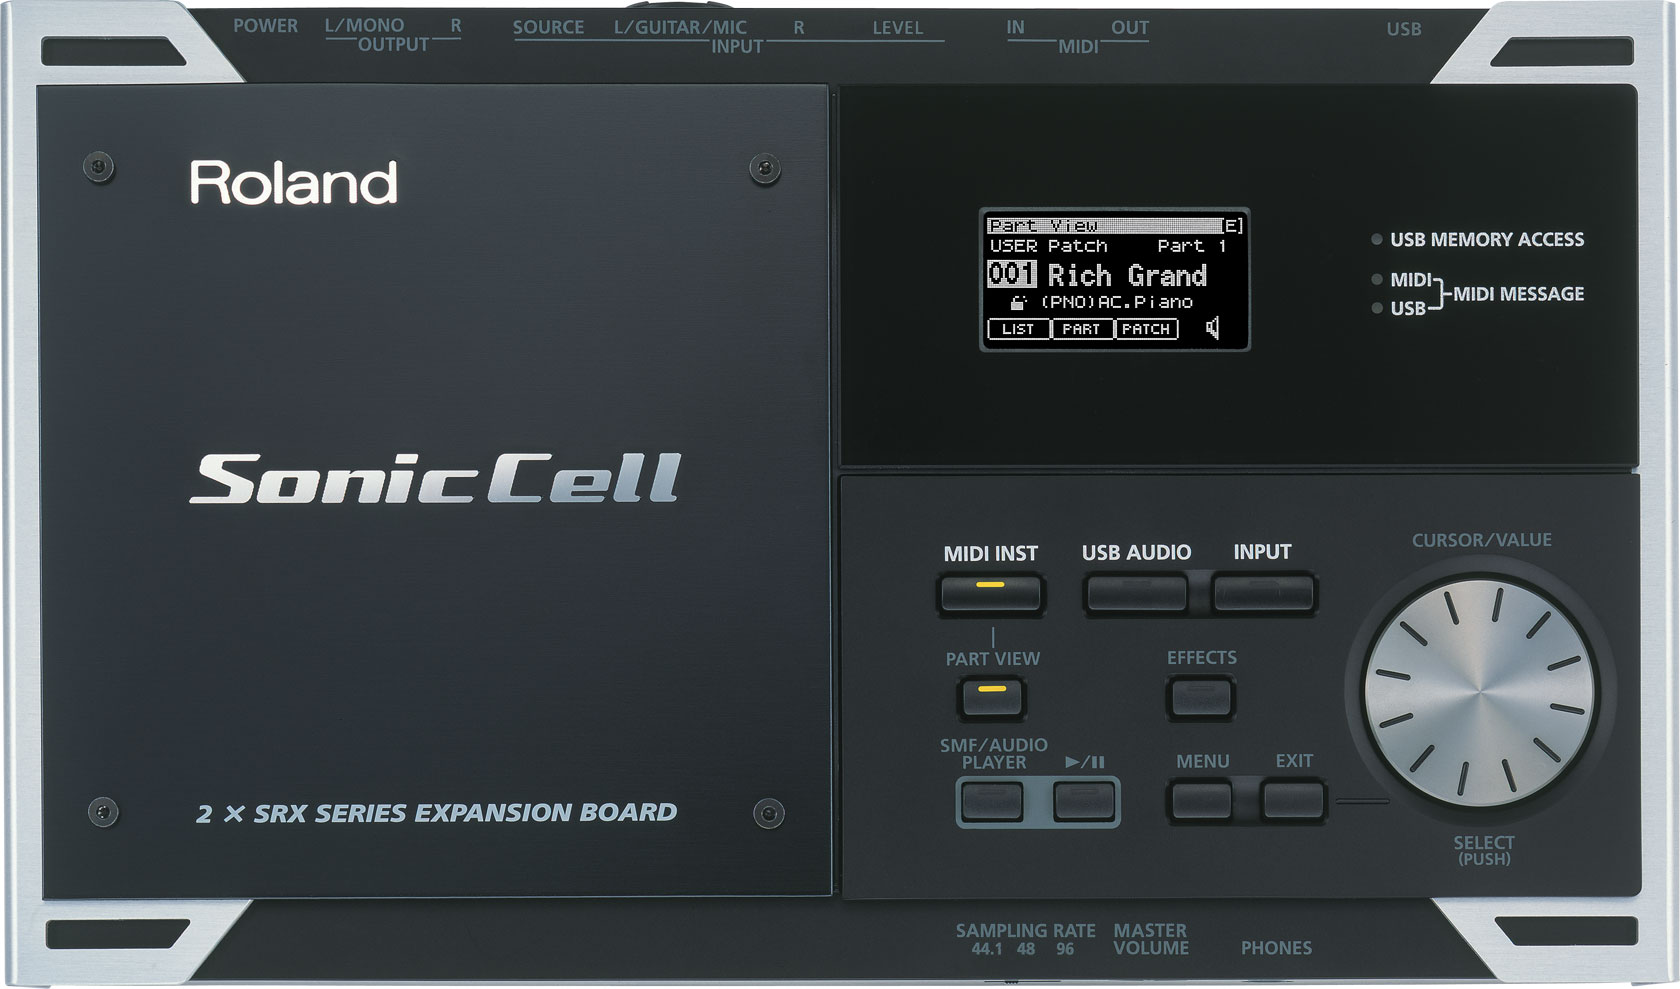 POWER L/MONO R SOURCE L/GUITAR/MIC R LEVEL IN OUT USB
OUTPUT INPUT MIDI
Roland
SonicCell
2 × SRX SERIES EXPANSION BOARD
Part View [E]
USER Patch Part 1
001 Rich Grand
(PNO)AC.Piano
LIST PART PATCH
USB MEMORY ACCESS
MIDI
USB
MIDI MESSAGE
MIDI INST USB AUDIO INPUT
CURSOR/VALUE
PART VIEW EFFECTS
SMF/AUDIO
PLAYER ►/II
MENU EXIT
SELECT
(PUSH)
SAMPLING RATE
44.1 48 96
MASTER
VOLUME
PHONES